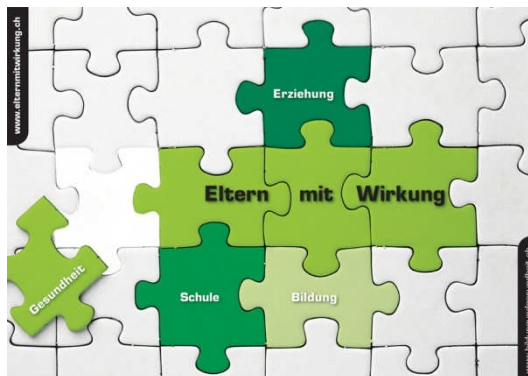 www.elternmitwirkung.ch
Erziehung
Eltern mit Wirkung
Gesundheit
Schule
Bildung